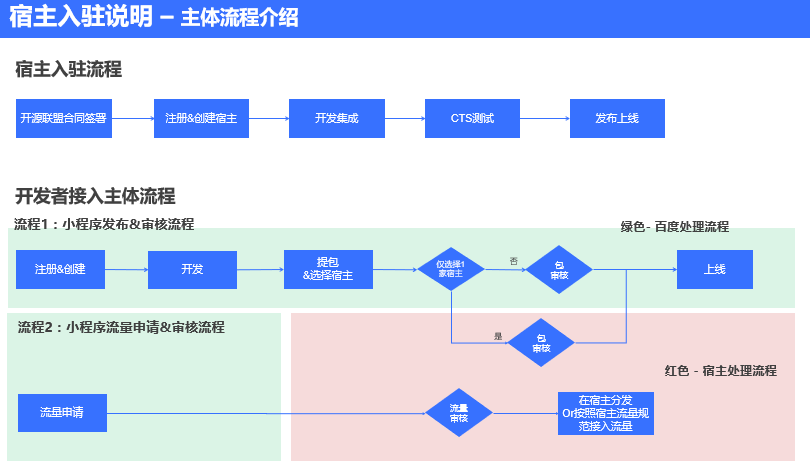 宿主入驻说明 – 主体流程介绍
宿主入驻流程
开源联盟合同签署
注册&创建宿主
开发集成
CTS测试
发布上线
开发者接入主体流程
流程1：小程序发布&审核流程
绿色- 百度处理流程
注册&创建
开发
提包
&选择宿主
仅选择1
家宿主
否
包
审核
上线
是
包
审核
流程2：小程序流量申请&审核流程
红色 - 宿主处理流程
流量申请
流量
审核
在宿主分发
Or按照宿主流量规
范接入流量